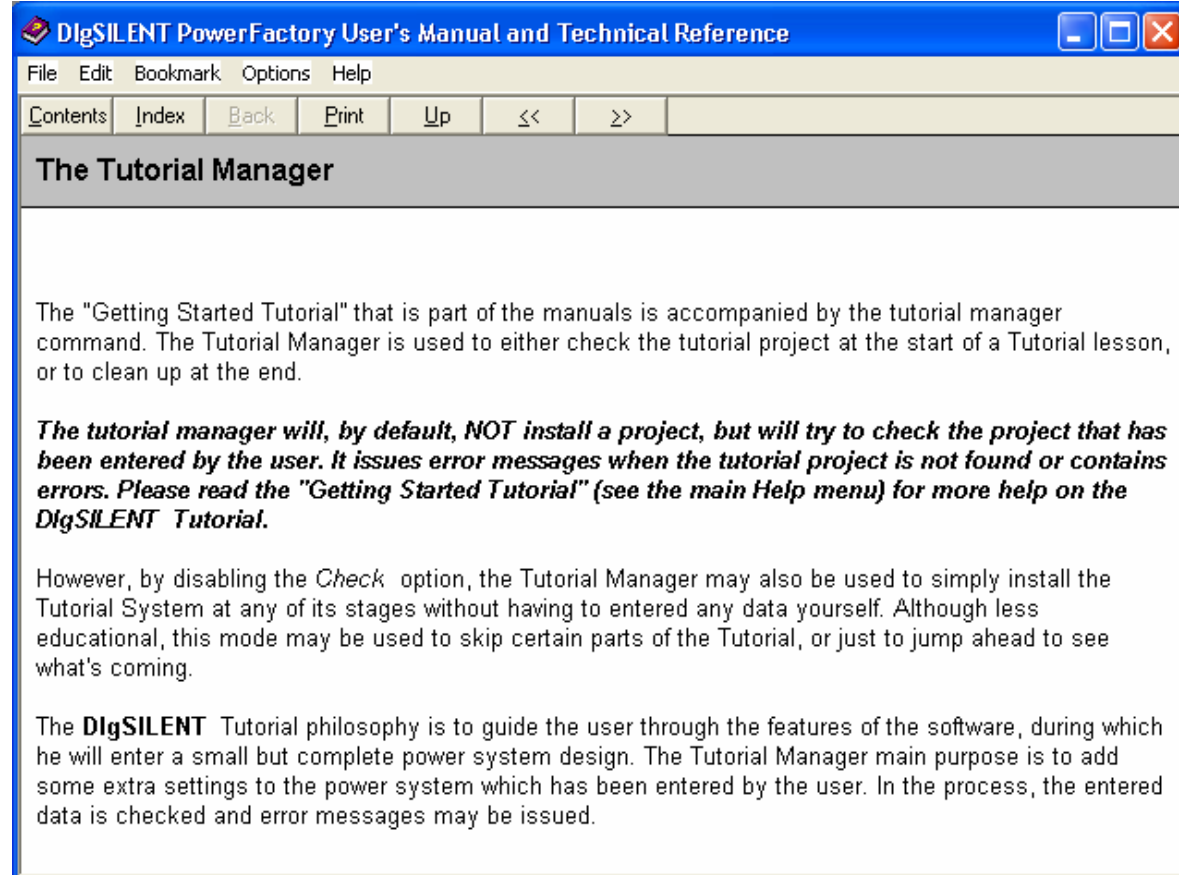 DIgSILENT PowerFactory User's Manual and Technical Reference
File Edit Bookmark Options Help
Contents Index Back Print Up << >>
The Tutorial Manager
The "Getting Started Tutorial" that is part of the manuals is accompanied by the tutorial manager
command. The Tutorial Manager is used to either check the tutorial project at the start of a Tutorial lesson,
or to clean up at the end.
The tutorial manager will, by default, NOT install a project, but will try to check the project that has
been entered by the user. It issues error messages when the tutorial project is not found or contains
errors. Please read the "Getting Started Tutorial" (see the main Help menu) for more help on the
DIgSILENT Tutorial.
However, by disabling the Check option, the Tutorial Manager may also be used to simply install the
Tutorial System at any of its stages without having to entered any data yourself. Although less
educational, this mode may be used to skip certain parts of the Tutorial, or just to jump ahead to see
what's coming.
The DIgSILENT Tutorial philosophy is to guide the user through the features of the software, during which
he will enter a small but complete power system design. The Tutorial Manager main purpose is to add
some extra settings to the power system which has been entered by the user. In the process, the entered
data is checked and error messages may be issued.